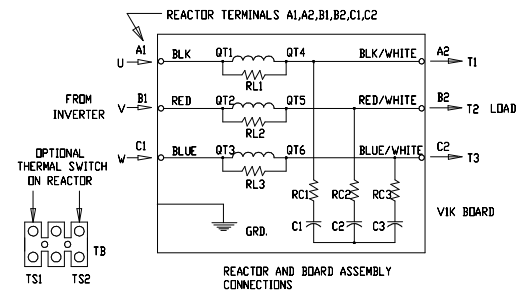 REACTOR TERMINALS A1,A2,B1,B2,C1,C2
A1 BLK QT1 QT4 BLK/WHITE A2
U T1
RL1
FROM INVERTER
B1 RED QT2 QT5 RED/WHITE B2
V T2 LOAD
RL2
C1 BLUE QT3 QT6 BLUE/WHITE C2
W T3
RL3
OPTIONAL
THERMAL SWITCH
ON REACTOR
RC1 RC2 RC3
V1K BOARD
GRD. C1 C2 C3
TB
TS1 TS2
REACTOR AND BOARD ASSEMBLY
CONNECTIONS